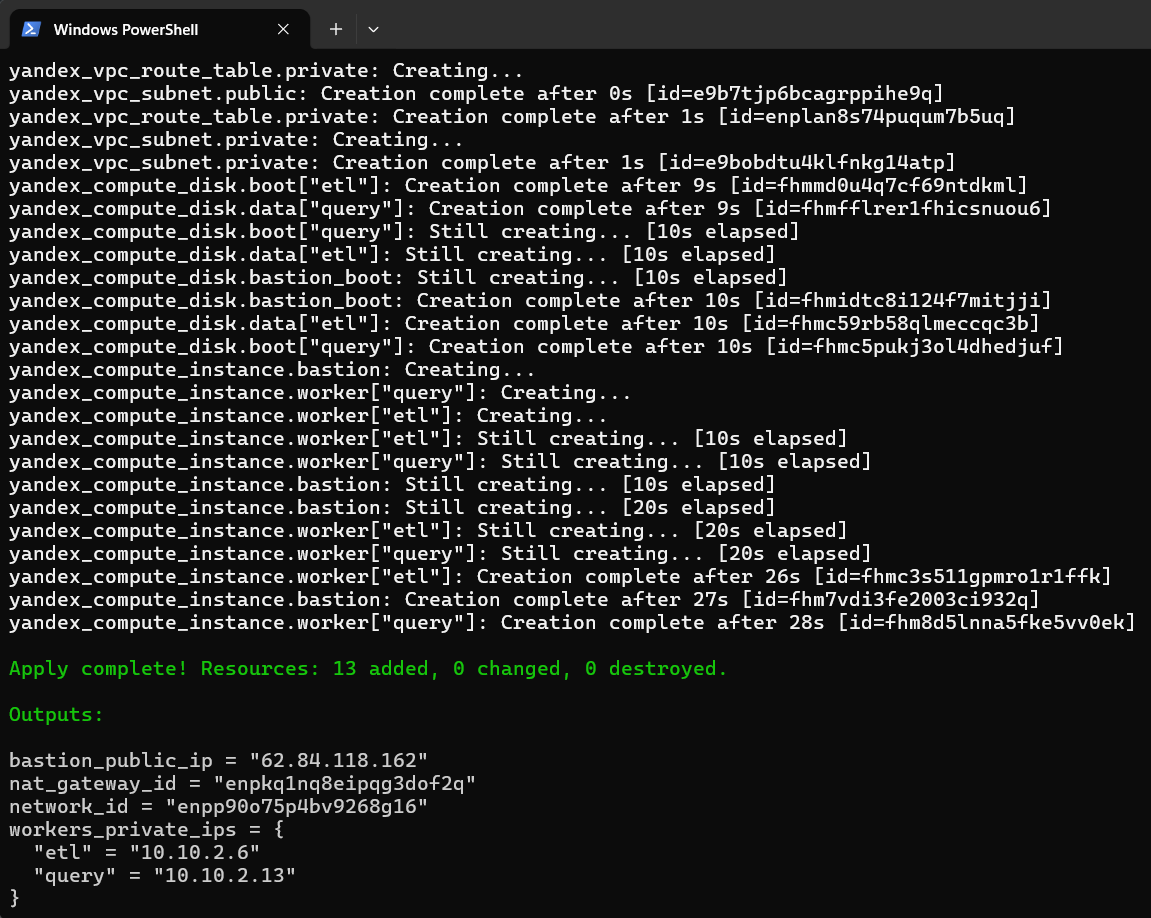 Windows PowerShell
yandex_vpc_route_table.private: Creating...
yandex_vpc_subnet.public: Creation complete after 0s [id=e9b7tjp6bcagrppihe9q]
yandex_vpc_route_table.private: Creation complete after 1s [id=enplan8s74puqum7b5uq]
yandex_vpc_subnet.private: Creating...
yandex_vpc_subnet.private: Creation complete after 1s [id=e9bobdtu4klfnkg14atp]
yandex_compute_disk.boot["etl"]: Creation complete after 9s [id=fhmmd0u4q7cf69ntdkml]
yandex_compute_disk.data["query"]: Creation complete after 9s [id=fhmfflrer1fhicsnuou6]
yandex_compute_disk.boot["query"]: Still creating... [10s elapsed]
yandex_compute_disk.data["etl"]: Still creating... [10s elapsed]
yandex_compute_disk.bastion_boot: Still creating... [10s elapsed]
yandex_compute_disk.bastion_boot: Creation complete after 10s [id=fhmidtc8i124f7mitjji]
yandex_compute_disk.data["etl"]: Creation complete after 10s [id=fhmc59rb58qlmeccqc3b]
yandex_compute_disk.boot["query"]: Creation complete after 10s [id=fhmc5pukj3ol4dhedjuf]
yandex_compute_instance.bastion: Creating...
yandex_compute_instance.worker["query"]: Creating...
yandex_compute_instance.worker["etl"]: Creating...
yandex_compute_instance.worker["etl"]: Still creating... [10s elapsed]
yandex_compute_instance.worker["query"]: Still creating... [10s elapsed]
yandex_compute_instance.bastion: Still creating... [10s elapsed]
yandex_compute_instance.bastion: Still creating... [20s elapsed]
yandex_compute_instance.worker["etl"]: Still creating... [20s elapsed]
yandex_compute_instance.worker["query"]: Still creating... [20s elapsed]
yandex_compute_instance.worker["etl"]: Creation complete after 26s [id=fhmc3s511gpmro1r1ffk]
yandex_compute_instance.bastion: Creation complete after 27s [id=fhm7vdi3fe2003ci932q]
yandex_compute_instance.worker["query"]: Creation complete after 28s [id=fhm8d5lnna5fke5vv0ek]
Apply complete! Resources: 13 added, 0 changed, 0 destroyed.
Outputs:
bastion_public_ip = "62.84.118.162"
nat_gateway_id = "enpkq1nq8eipqg3dof2q"
network_id = "enpp90o75p4bv9268g16"
workers_private_ips = {
  "etl" = "10.10.2.6"
  "query" = "10.10.2.13"
}